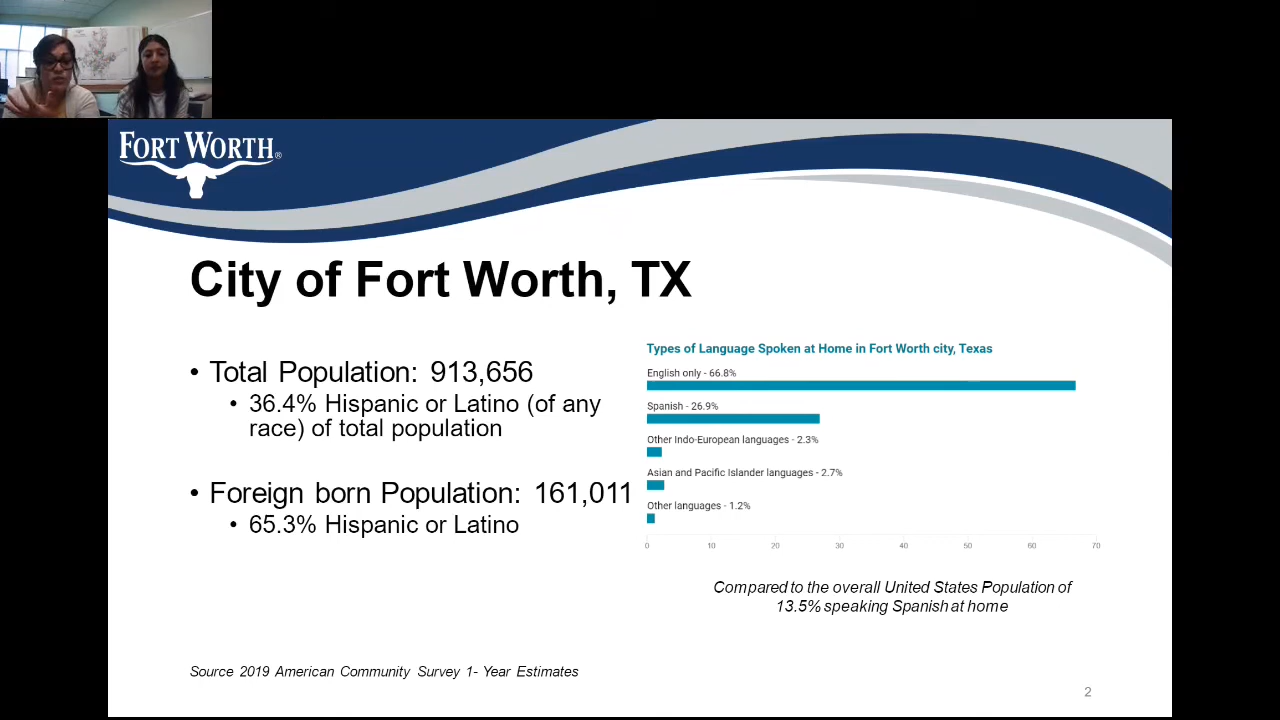 FORT WORTH®
City of Fort Worth, TX
• Total Population: 913,656
• 36.4% Hispanic or Latino (of any
race) of total population
• Foreign born Population: 161,011
• 65.3% Hispanic or Latino
Types of Language Spoken at Home in Fort Worth city, Texas
English only - 66.8%
Spanish - 26.9%
Other Indo-European languages - 2.3%
Asian and Pacific Islander languages - 2.7%
Other languages - 1.2%
0 10 20 30 40 50 60 70
Compared to the overall United States Population of
13.5% speaking Spanish at home
Source 2019 American Community Survey 1- Year Estimates
2